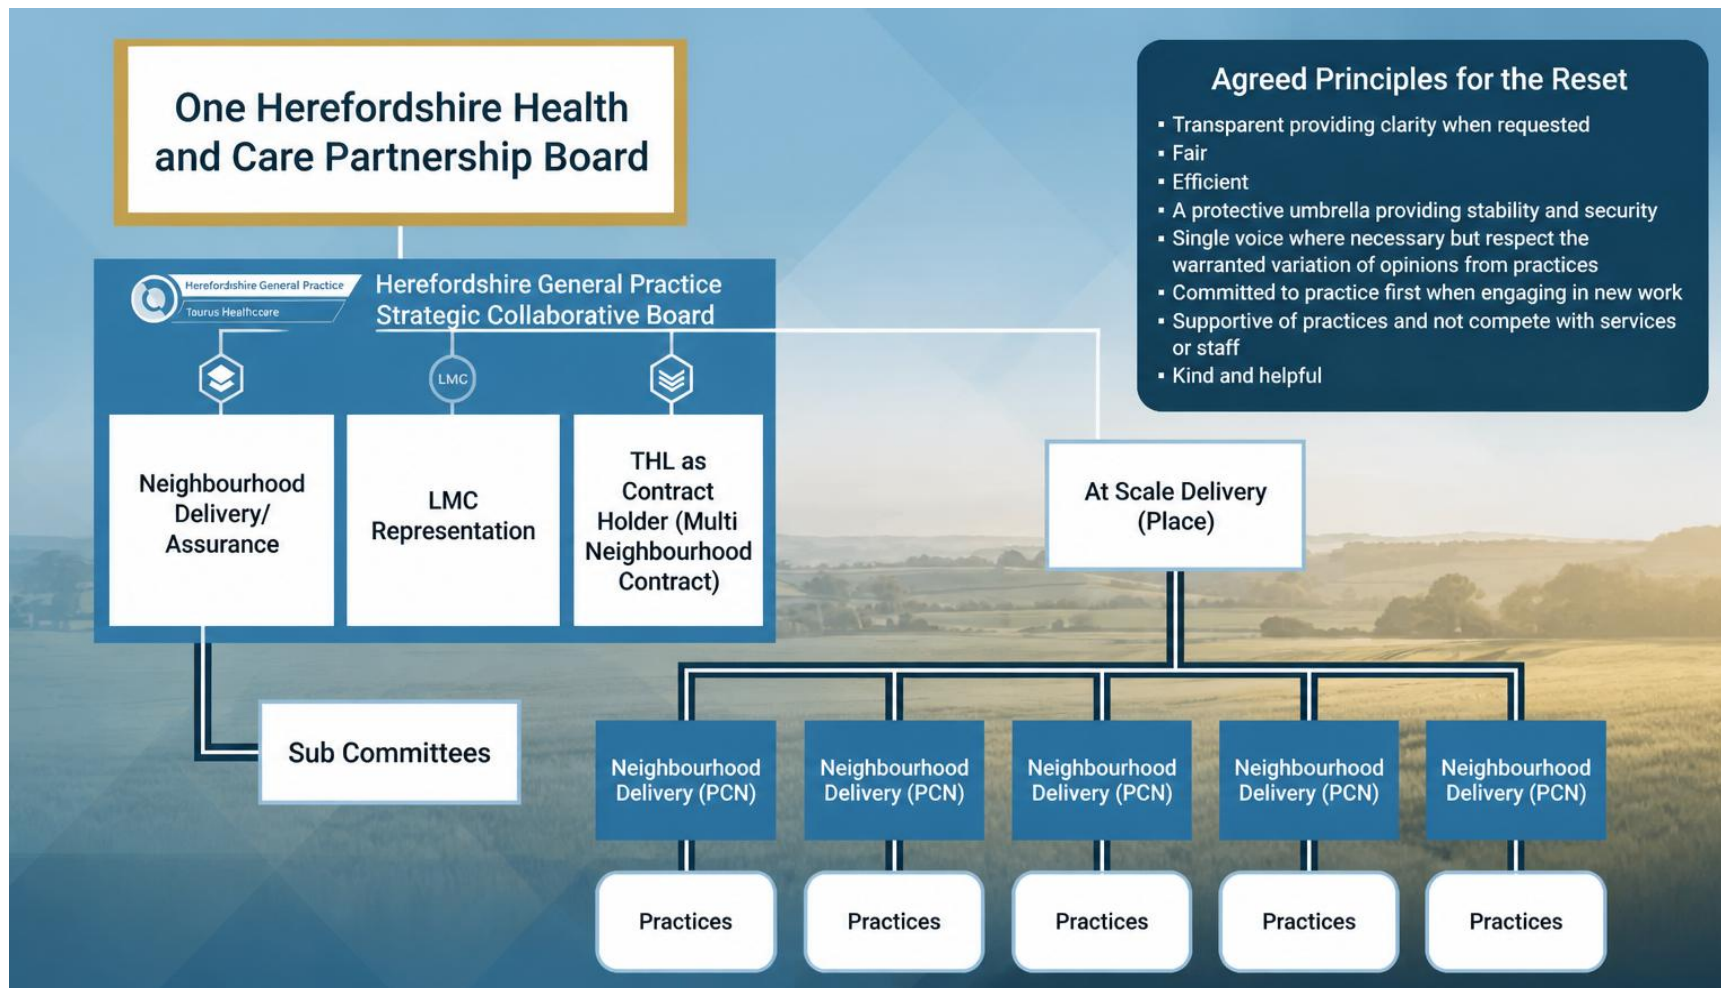 One Herefordshire Health
and Care Partnership Board
Agreed Principles for the Reset
▪ Transparent providing clarity when requested
▪ Fair
▪ Efficient
▪ A protective umbrella providing stability and security
▪ Single voice where necessary but respect the
warranted variation of opinions from practices
▪ Committed to practice first when engaging in new work
▪ Supportive of practices and not compete with services
or staff
▪ Kind and helpful
Herefordshire General Practice
Taurus Healthcare
Herefordshire General Practice
Strategic Collaborative Board
LMC
Neighbourhood
Delivery/
Assurance
LMC
Representation
THL as
Contract
Holder (Multi
Neighbourhood
Contract)
At Scale Delivery
(Place)
Sub Committees
Neighbourhood
Delivery (PCN)
Neighbourhood
Delivery (PCN)
Neighbourhood
Delivery (PCN)
Neighbourhood
Delivery (PCN)
Neighbourhood
Delivery (PCN)
Practices
Practices
Practices
Practices
Practices